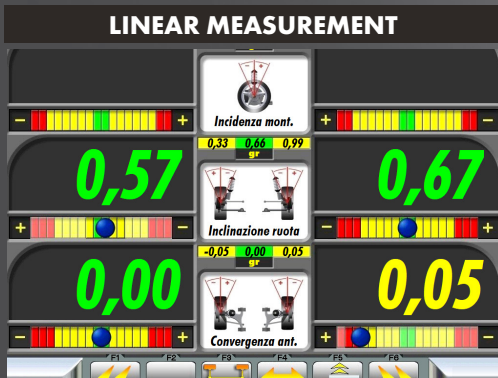 LINEAR MEASUREMENT
Incidenza mont.
- + + -
0,33 0,66 0,99
gr
0,57 0,67
Inclinazione ruota
+ - - +
-0,05 0,00 0,05
gr
0,00 0,05
Convergenza ant.
- + + -
F1 F2 F3 F4 F5 F6